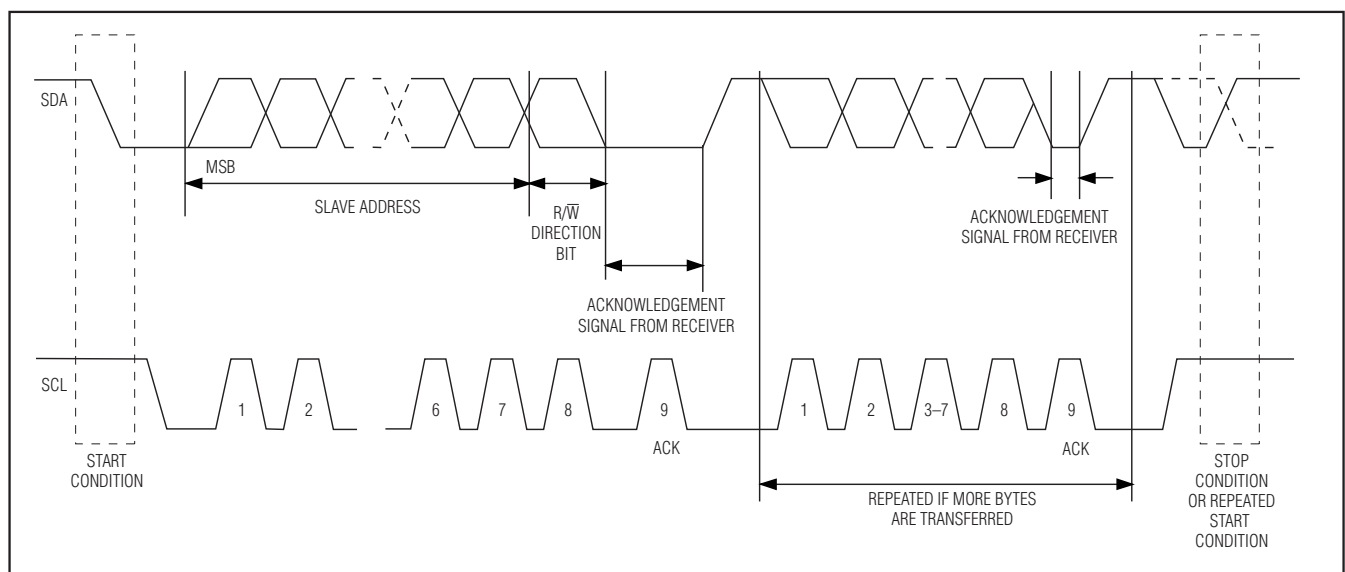 SDA
MSB
SLAVE ADDRESS
R/W̅
DIRECTION
BIT
ACKNOWLEDGEMENT
SIGNAL FROM RECEIVER
ACKNOWLEDGEMENT
SIGNAL FROM RECEIVER
SCL
1 2 6 7 8 9 1 2 3–7 8 9
ACK ACK
START
CONDITION
REPEATED IF MORE BYTES
ARE TRANSFERRED
STOP
CONDITION
OR REPEATED
START
CONDITION